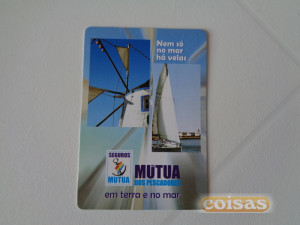 Nem só
no mar
há velas
SEGUROS
MÚTUA
MÚTUA
DOS PESCADORES
em terra e no mar
coisas